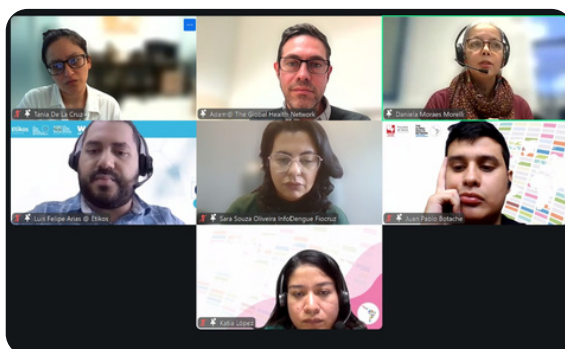 Tania De La Cruz
Adam @ The Global Health Network
Daniela Moraes Morelli
Luis Felipe Arias @ Etikos
Sara Souza Oliveira InfoDengue Fiocruz
Juan Pablo Botache
Katia López